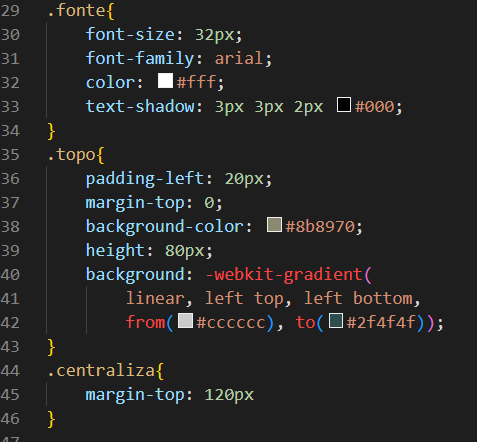 29 .fonte{
30 font-size: 32px;
31 font-family: arial;
32 color: #fff;
33 text-shadow: 3px 3px 2px #000;
34 }
35 .topo{
36 padding-left: 20px;
37 margin-top: 0;
38 background-color: #8b8970;
39 height: 80px;
40 background: -webkit-gradient(
41 linear, left top, left bottom,
42 from(#cccccc), to(#2f4f4f));
43 }
44 .centraliza{
45 margin-top: 120px
46 }
47